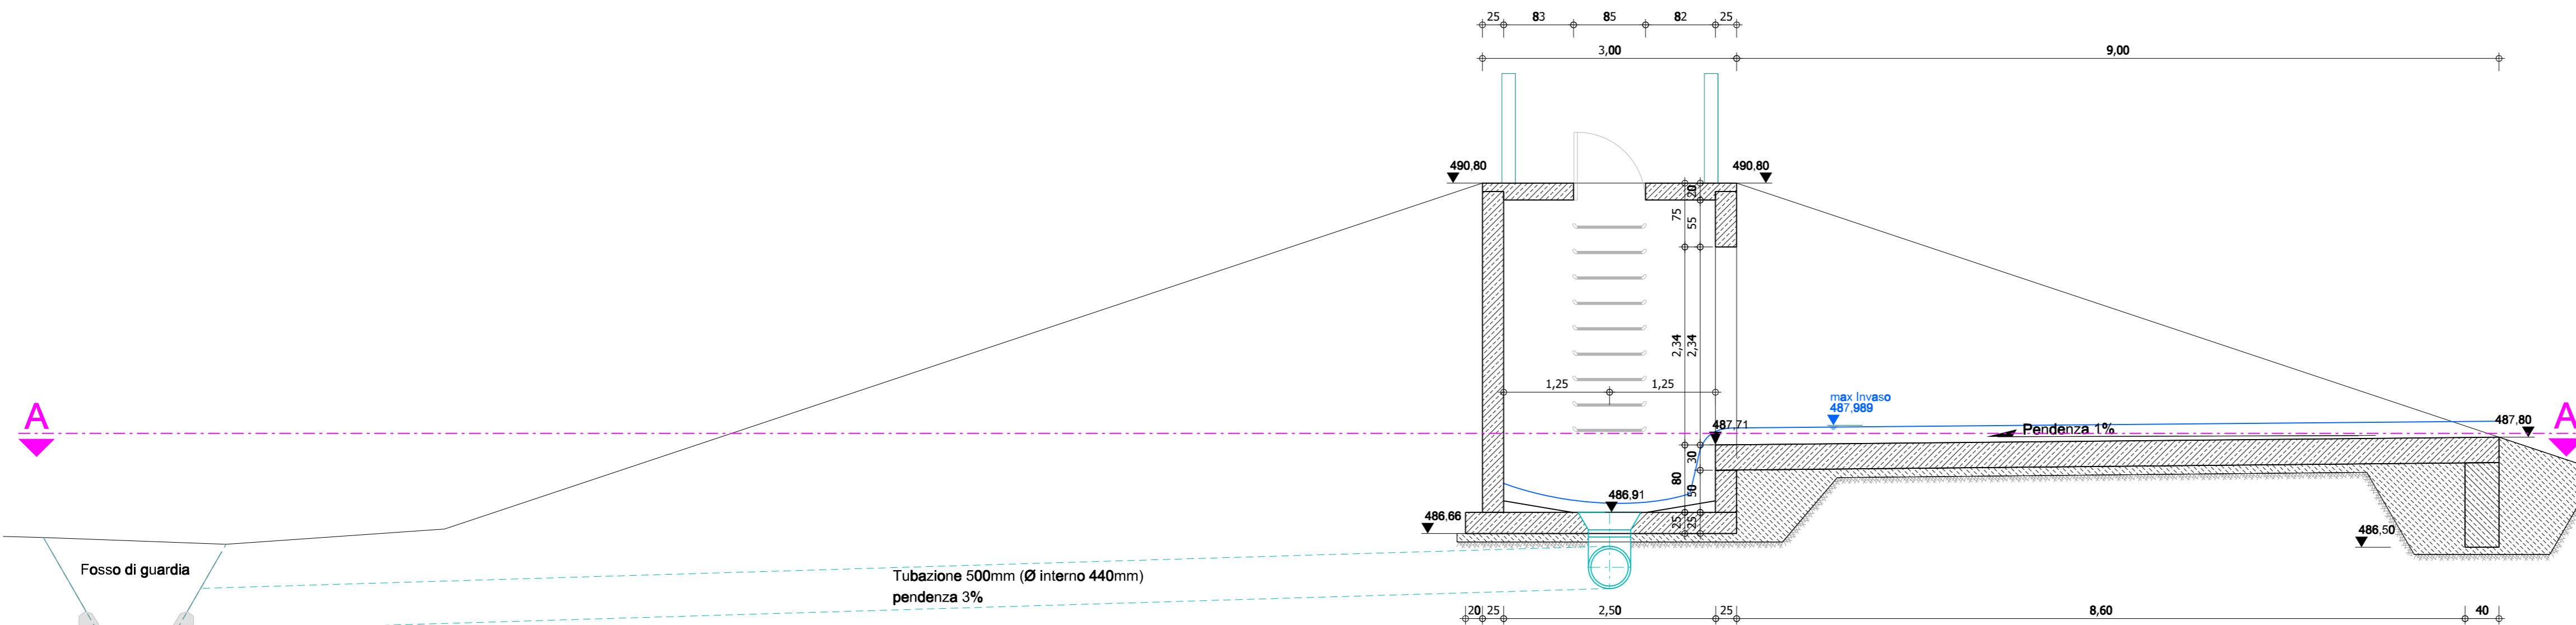 25 83 85 82 25
3,00 9,00
490,80 490,80
20
75 55
2,34 2,34
1,25 1,25
max Invaso
487,989
A A
487,71 Pendenza 1% 487,80
30
80 50
486,91
486,66 25 25 486,50
Fosso di guardia
Tubazione 500mm (Ø interno 440mm)
pendenza 3%
20 25 2,50 25 8,60 40